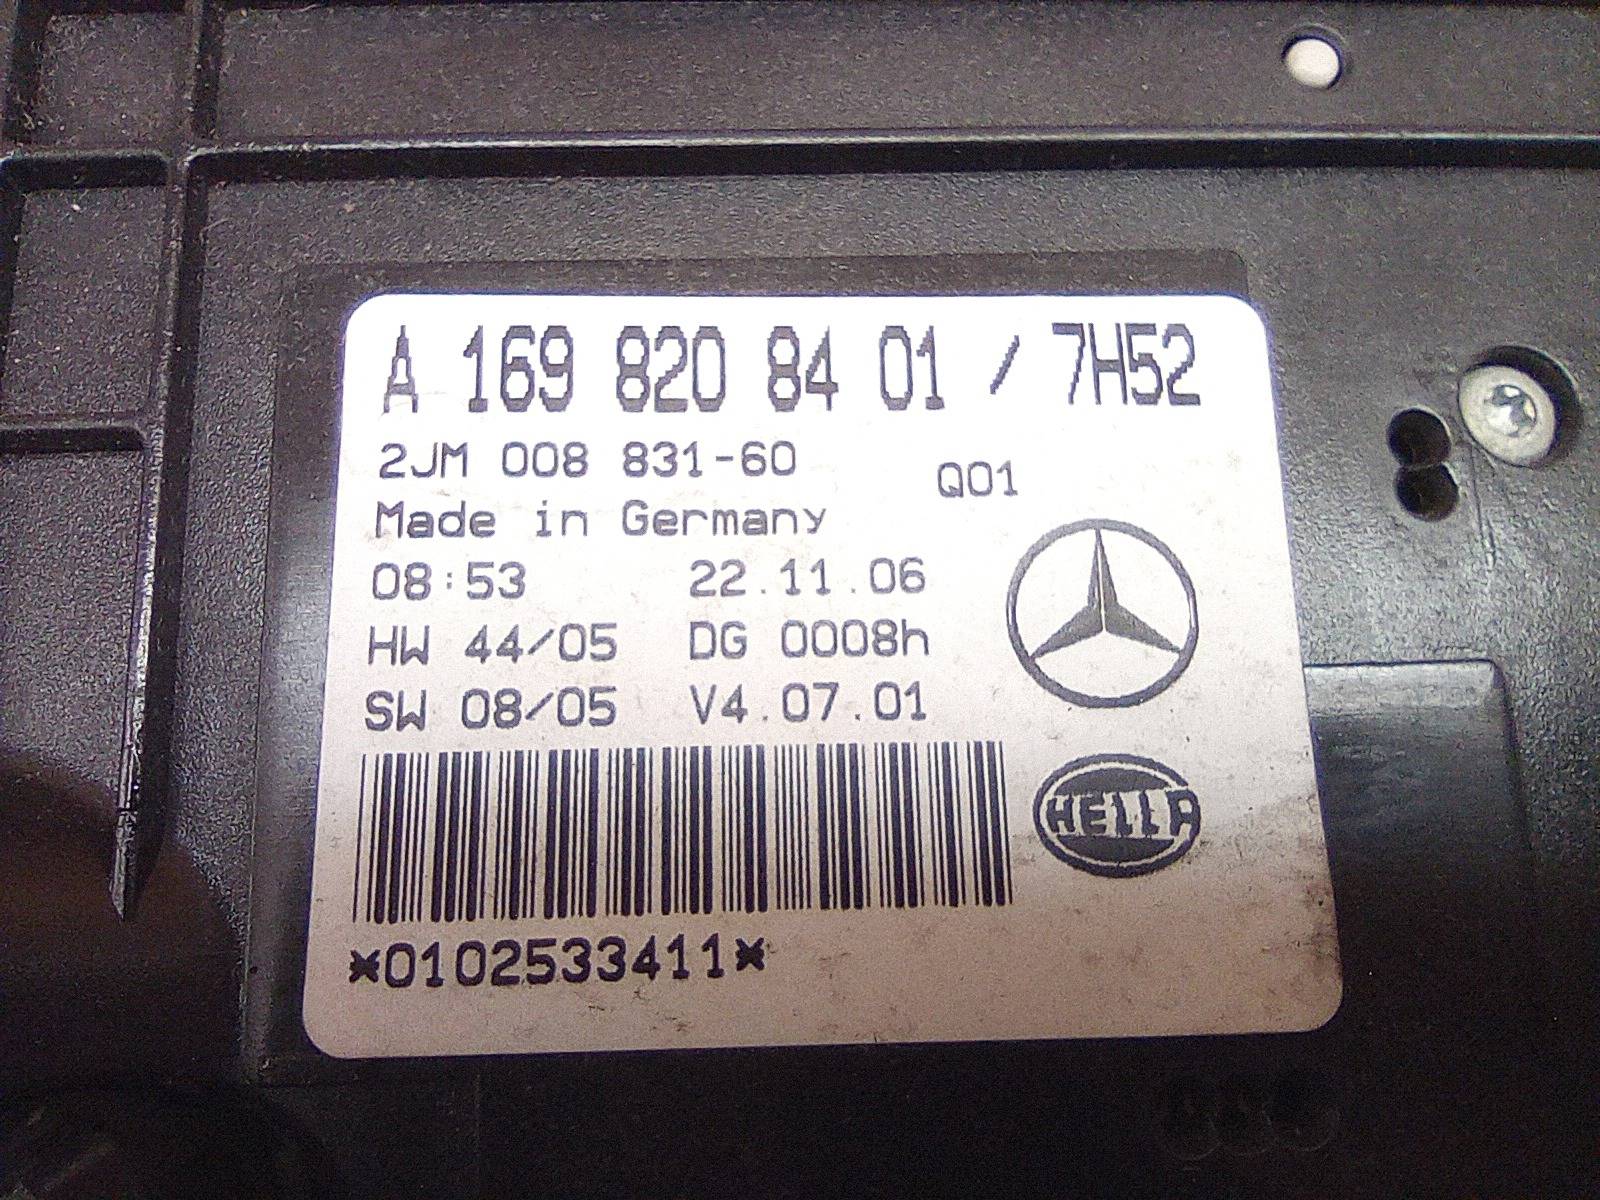 A 169 820 84 01 / 7H52
2JM 008 831-60
Q01
Made in Germany
08:53 22.11.06
HW 44/05 DG 0008h
SW 08/05 V4.07.01
HELLA
*0102533411*